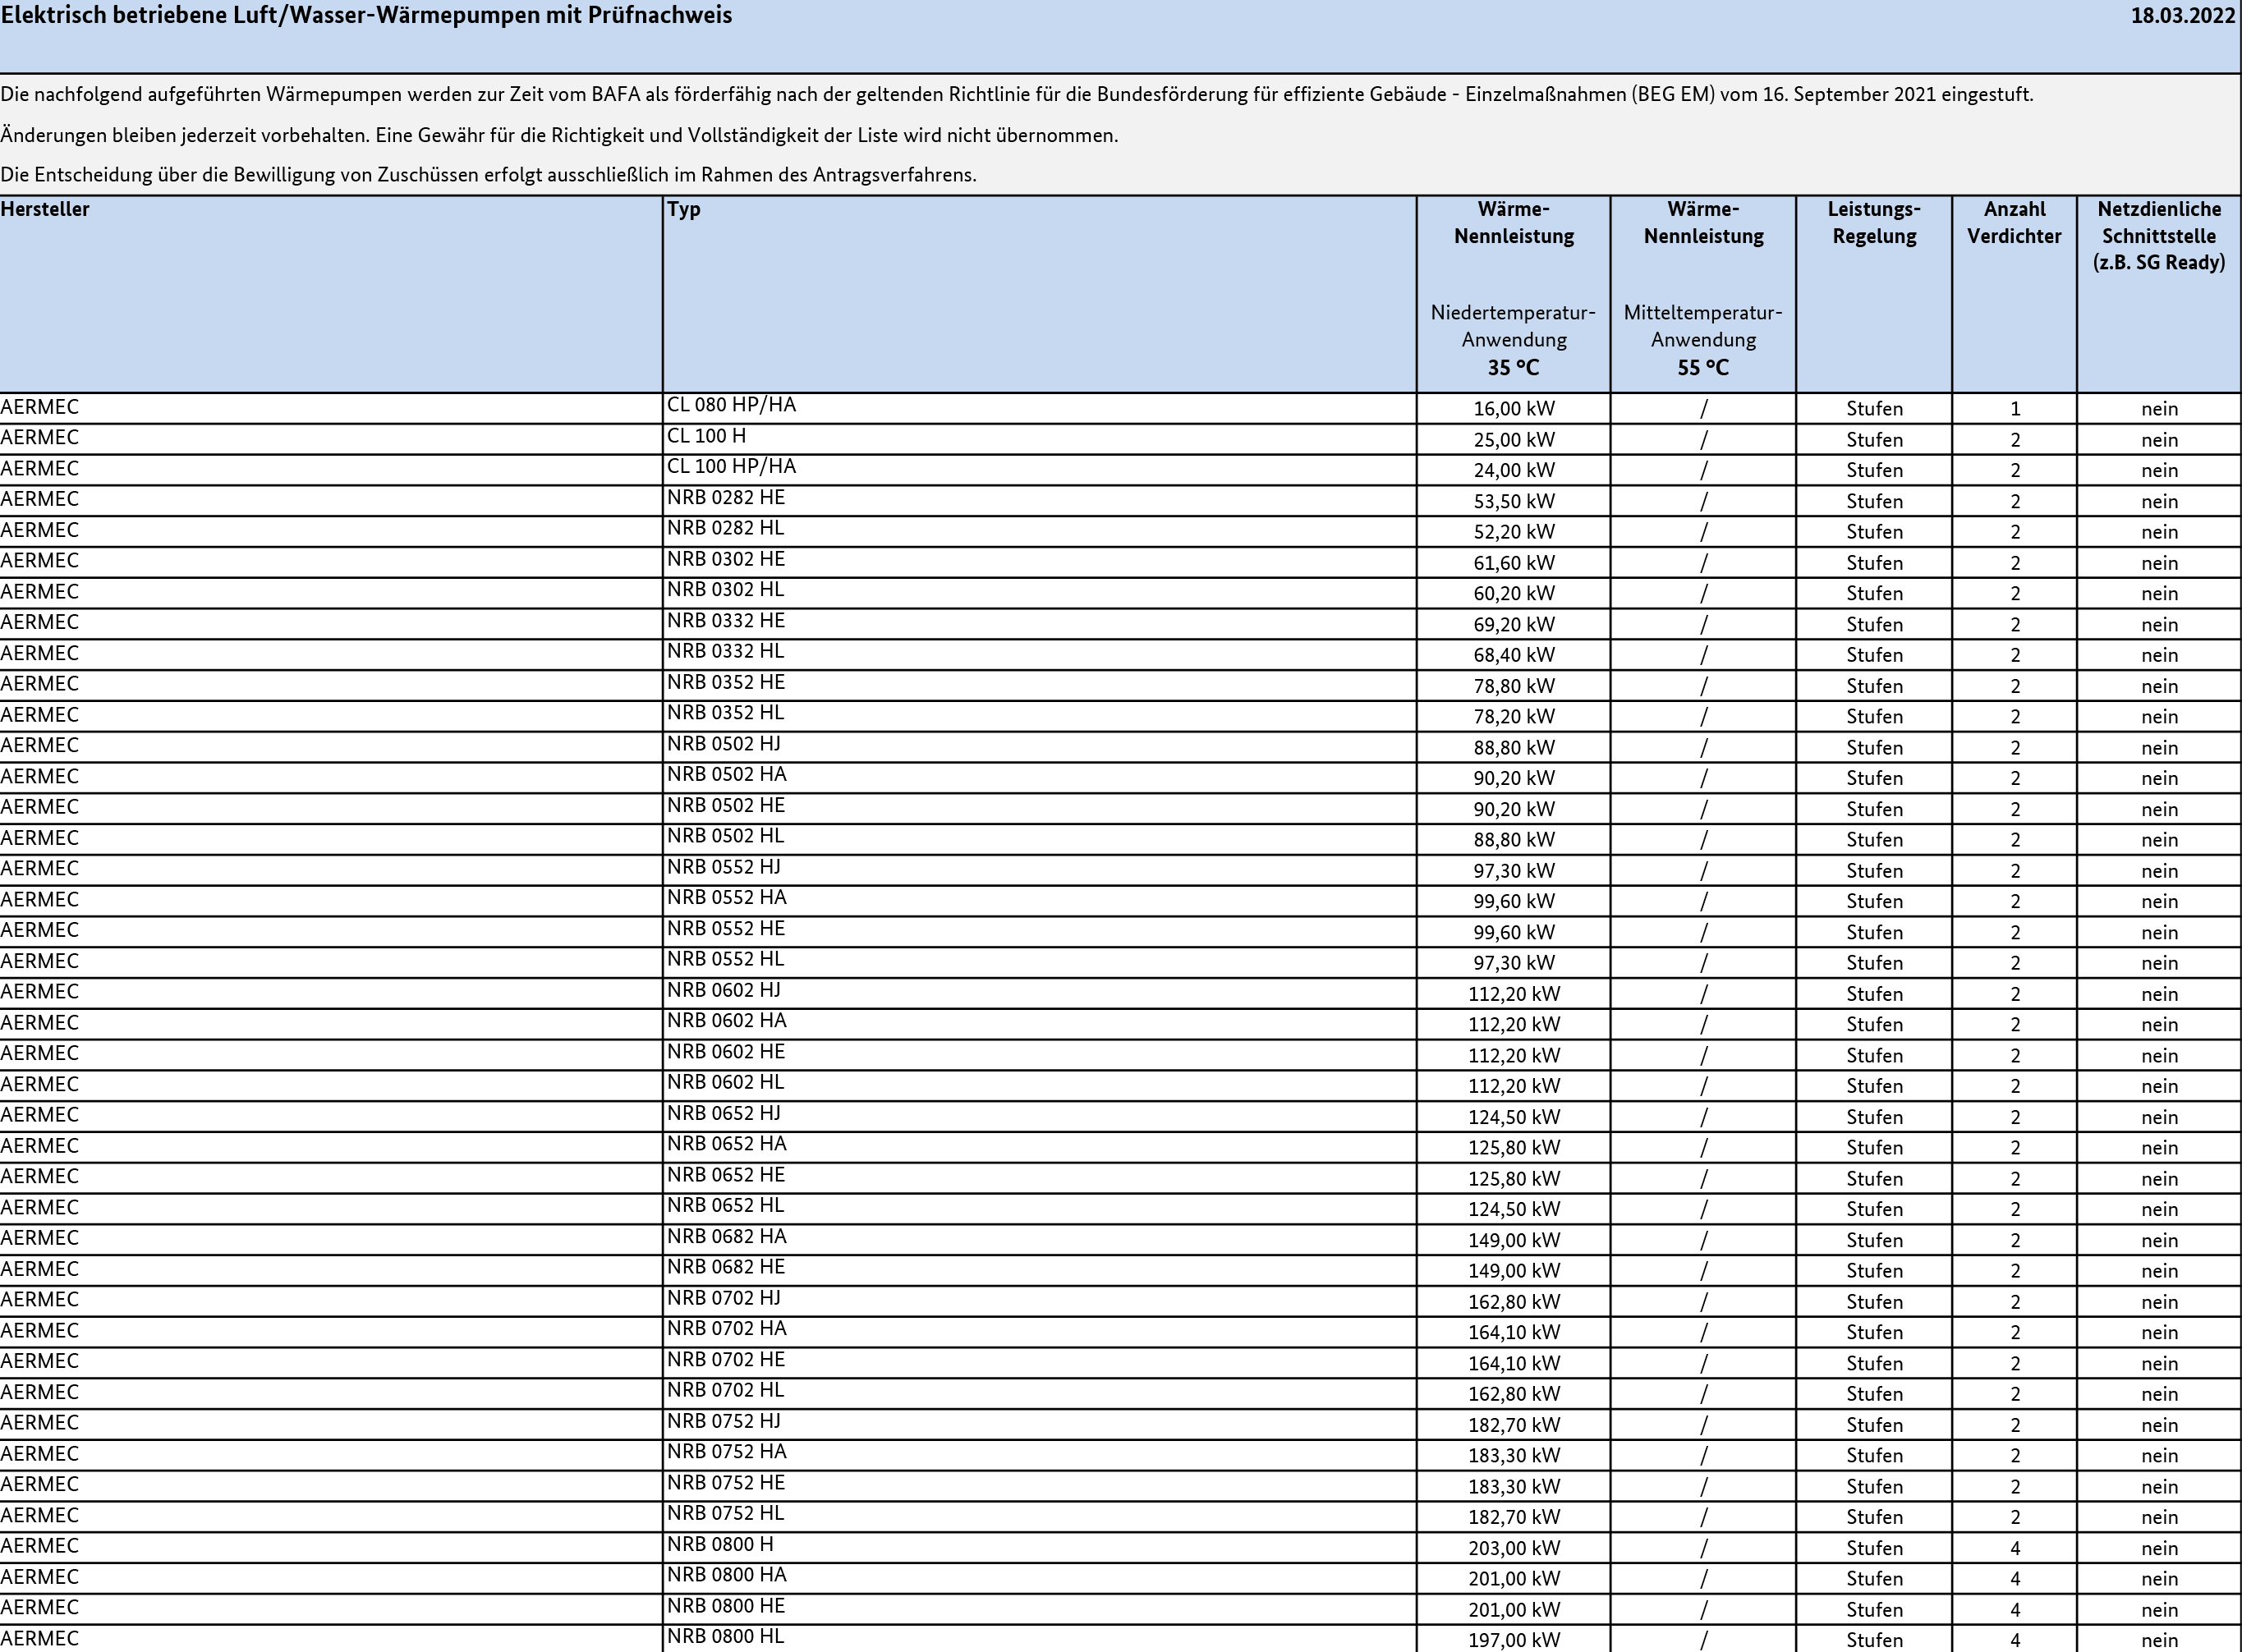 Elektrisch betriebene Luft/Wasser-Wärmepumpen mit Prüfnachweis 18.03.2022
Die nachfolgend aufgeführten Wärmepumpen werden zur Zeit vom BAFA als förderfähig nach der geltenden Richtlinie für die Bundesförderung für effiziente Gebäude - Einzelmaßnahmen (BEG EM) vom 16. September 2021 eingestuft.
Änderungen bleiben jederzeit vorbehalten. Eine Gewähr für die Richtigkeit und Vollständigkeit der Liste wird nicht übernommen.
Die Entscheidung über die Bewilligung von Zuschüssen erfolgt ausschließlich im Rahmen des Antragsverfahrens.
Hersteller Typ Wärme- Wärme- Leistungs- Anzahl Netzdienliche
Nennleistung Nennleistung Regelung Verdichter Schnittstelle
(z.B. SG Ready)
Niedertemperatur- Mitteltemperatur-
Anwendung Anwendung
35 °C 55 °C
AERMEC CL 080 HP/HA 16,00 kW / Stufen 1 nein
AERMEC CL 100 H 25,00 kW / Stufen 2 nein
AERMEC CL 100 HP/HA 24,00 kW / Stufen 2 nein
AERMEC NRB 0282 HE 53,50 kW / Stufen 2 nein
AERMEC NRB 0282 HL 52,20 kW / Stufen 2 nein
AERMEC NRB 0302 HE 61,60 kW / Stufen 2 nein
AERMEC NRB 0302 HL 60,20 kW / Stufen 2 nein
AERMEC NRB 0332 HE 69,20 kW / Stufen 2 nein
AERMEC NRB 0332 HL 68,40 kW / Stufen 2 nein
AERMEC NRB 0352 HE 78,80 kW / Stufen 2 nein
AERMEC NRB 0352 HL 78,20 kW / Stufen 2 nein
AERMEC NRB 0502 HJ 88,80 kW / Stufen 2 nein
AERMEC NRB 0502 HA 90,20 kW / Stufen 2 nein
AERMEC NRB 0502 HE 90,20 kW / Stufen 2 nein
AERMEC NRB 0502 HL 88,80 kW / Stufen 2 nein
AERMEC NRB 0552 HJ 97,30 kW / Stufen 2 nein
AERMEC NRB 0552 HA 99,60 kW / Stufen 2 nein
AERMEC NRB 0552 HE 99,60 kW / Stufen 2 nein
AERMEC NRB 0552 HL 97,30 kW / Stufen 2 nein
AERMEC NRB 0602 HJ 112,20 kW / Stufen 2 nein
AERMEC NRB 0602 HA 112,20 kW / Stufen 2 nein
AERMEC NRB 0602 HE 112,20 kW / Stufen 2 nein
AERMEC NRB 0602 HL 112,20 kW / Stufen 2 nein
AERMEC NRB 0652 HJ 124,50 kW / Stufen 2 nein
AERMEC NRB 0652 HA 125,80 kW / Stufen 2 nein
AERMEC NRB 0652 HE 125,80 kW / Stufen 2 nein
AERMEC NRB 0652 HL 124,50 kW / Stufen 2 nein
AERMEC NRB 0682 HA 149,00 kW / Stufen 2 nein
AERMEC NRB 0682 HE 149,00 kW / Stufen 2 nein
AERMEC NRB 0702 HJ 162,80 kW / Stufen 2 nein
AERMEC NRB 0702 HA 164,10 kW / Stufen 2 nein
AERMEC NRB 0702 HE 164,10 kW / Stufen 2 nein
AERMEC NRB 0702 HL 162,80 kW / Stufen 2 nein
AERMEC NRB 0752 HJ 182,70 kW / Stufen 2 nein
AERMEC NRB 0752 HA 183,30 kW / Stufen 2 nein
AERMEC NRB 0752 HE 183,30 kW / Stufen 2 nein
AERMEC NRB 0752 HL 182,70 kW / Stufen 2 nein
AERMEC NRB 0800 H 203,00 kW / Stufen 4 nein
AERMEC NRB 0800 HA 201,00 kW / Stufen 4 nein
AERMEC NRB 0800 HE 201,00 kW / Stufen 4 nein
AERMEC NRB 0800 HL 197,00 kW / Stufen 4 nein